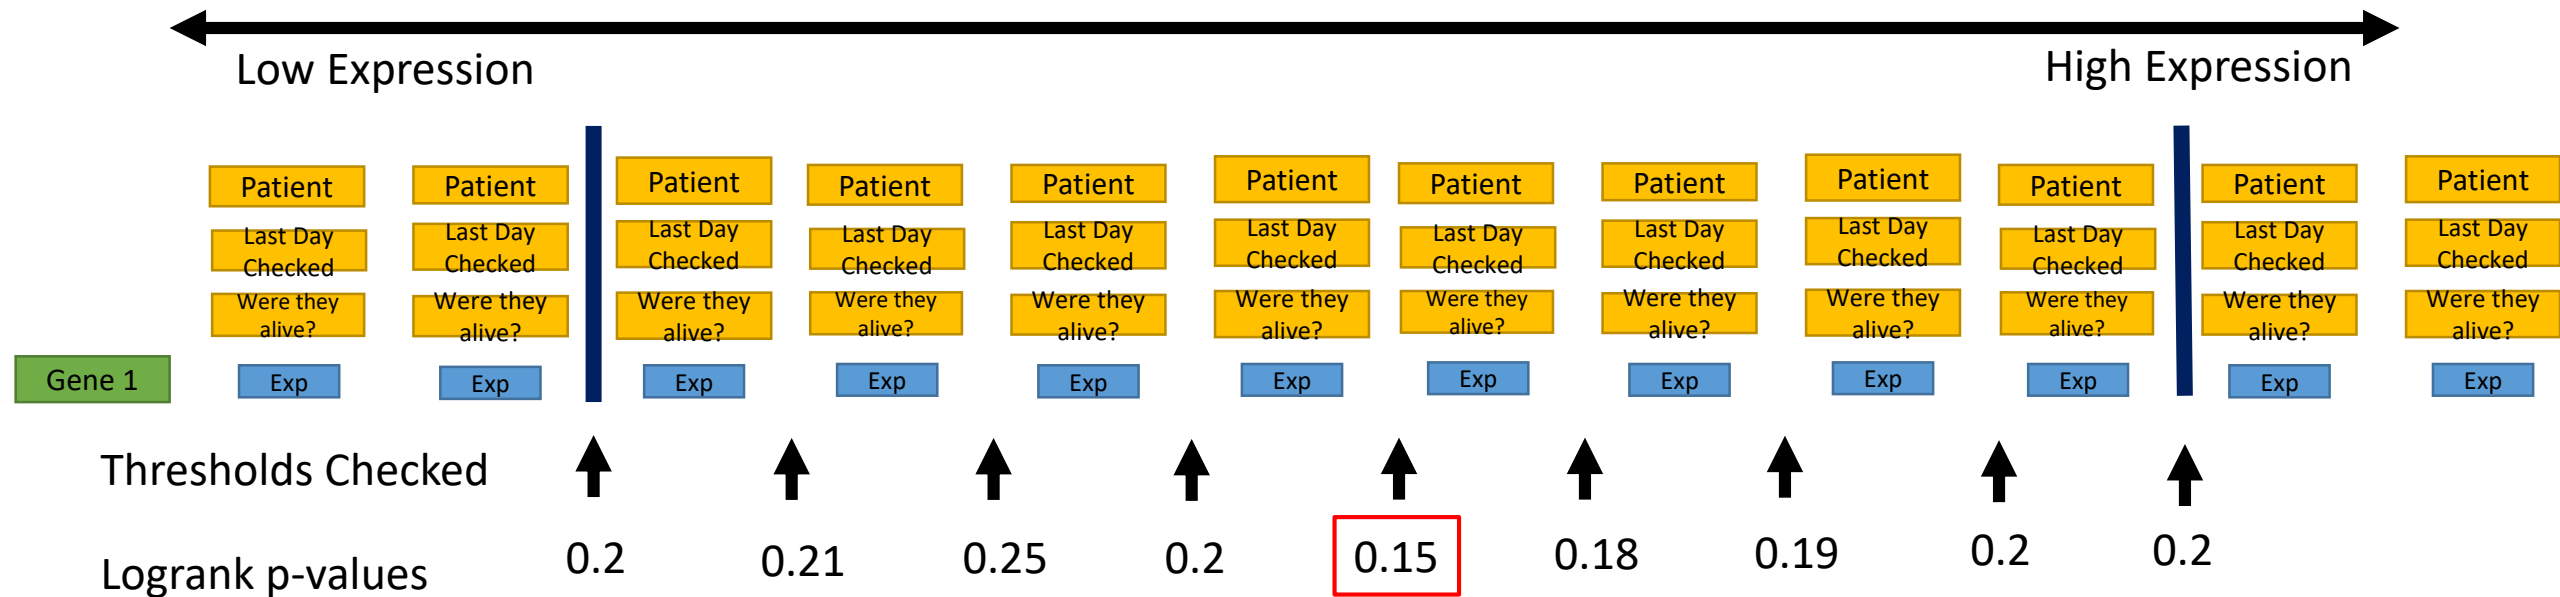 Low Expression
High Expression
Patient Patient Patient Patient Patient Patient Patient Patient Patient Patient Patient Patient
Last Day Last Day Last Day Last Day Last Day Last Day Last Day Last Day Last Day Last Day Last Day Last Day
Checked Checked Checked Checked Checked Checked Checked Checked Checked Checked Checked Checked
Were they Were they Were they Were they Were they Were they Were they Were they Were they Were they Were they Were they
alive? alive? alive? alive? alive? alive? alive? alive? alive? alive? alive? alive?
Gene 1 Exp Exp Exp Exp Exp Exp Exp Exp Exp Exp Exp Exp
Thresholds Checked
Logrank p-values 0.2 0.21 0.25 0.2 0.15 0.18 0.19 0.2 0.2